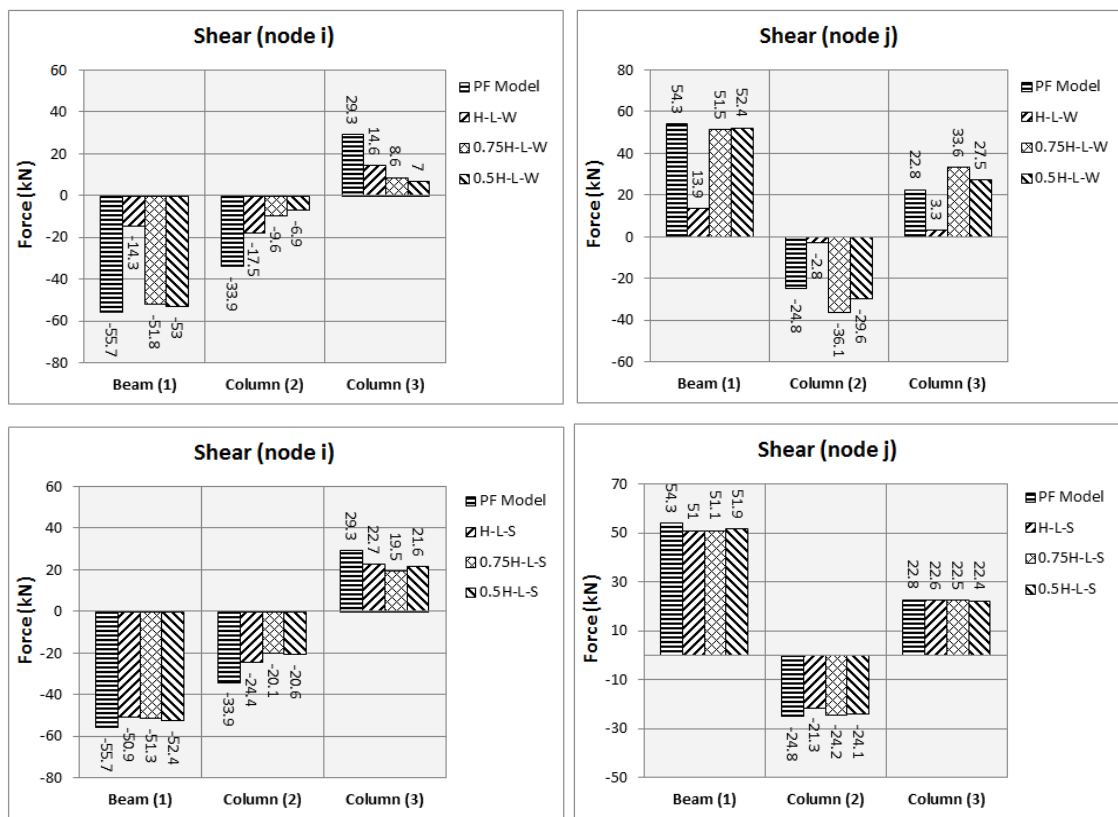 Shear (node i)
60
40
20
0
-20
-40
-60
-80
Force (kN)
29.3
14.6
8.6
7
-55.7
-14.3
-51.8
-53
-33.9
-17.5
-9.6
-6.9
Beam (1) Column (2) Column (3)
PF Model
H-L-W
0.75H-L-W
0.5H-L-W
Shear (node j)
80
60
40
20
0
-20
-40
-60
Force (kN)
54.3
13.9
51.5
52.4
-24.8
-2.8
-36.1
-29.6
22.8
3.3
33.6
27.5
Beam (1) Column (2) Column (3)
PF Model
H-L-W
0.75H-L-W
0.5H-L-W
Shear (node i)
60
40
20
0
-20
-40
-60
-80
Force (kN)
29.3
22.7
19.5
21.6
-55.7
-50.9
-51.3
-52.4
-33.9
-24.4
-20.1
-20.6
Beam (1) Column (2) Column (3)
PF Model
H-L-S
0.75H-L-S
0.5H-L-S
Shear (node j)
70
50
30
10
-10
-30
-50
Force (kN)
54.3
51
51.1
51.9
-24.8
-21.3
-24.2
-24.1
22.8
22.6
22.5
22.4
Beam (1) Column (2) Column (3)
PF Model
H-L-S
0.75H-L-S
0.5H-L-S